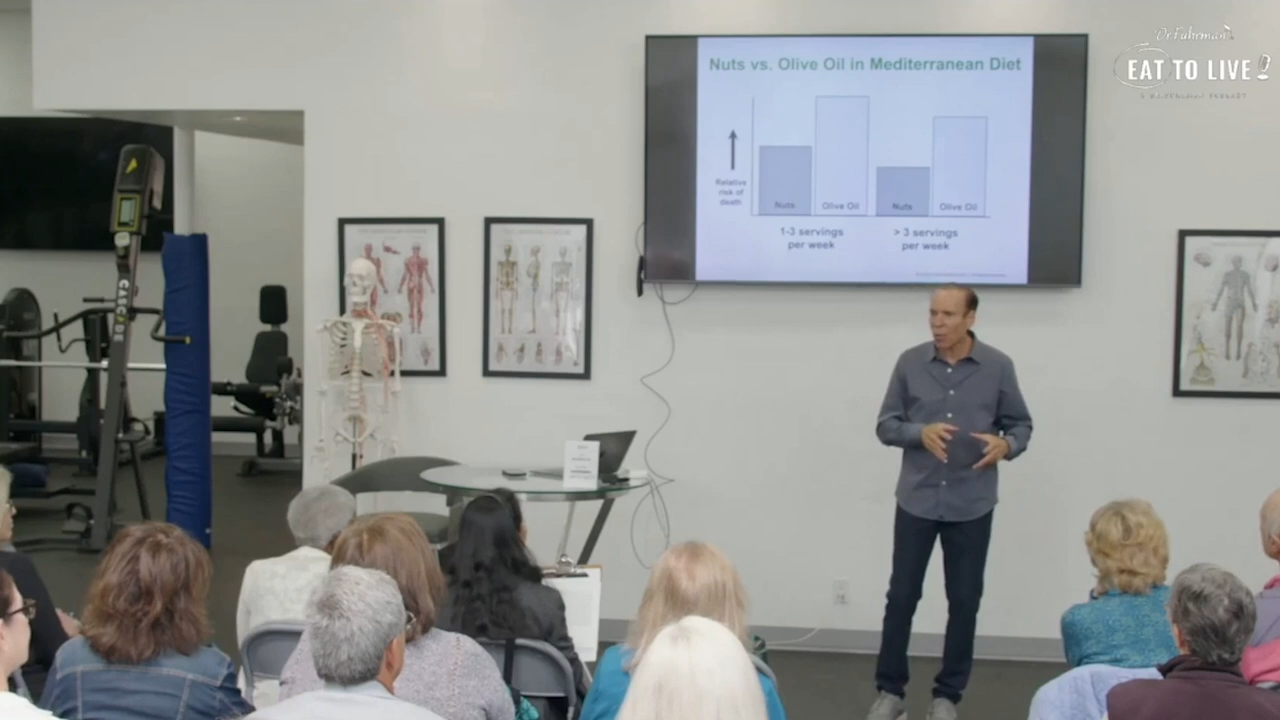 Dr. Fuhrman's
EAT TO LIVE
Nuts vs. Olive Oil in Mediterranean Diet
Relative
risk of
death
Nuts
Olive Oil
Nuts
Olive Oil
1-3 servings
per week
> 3 servings
per week